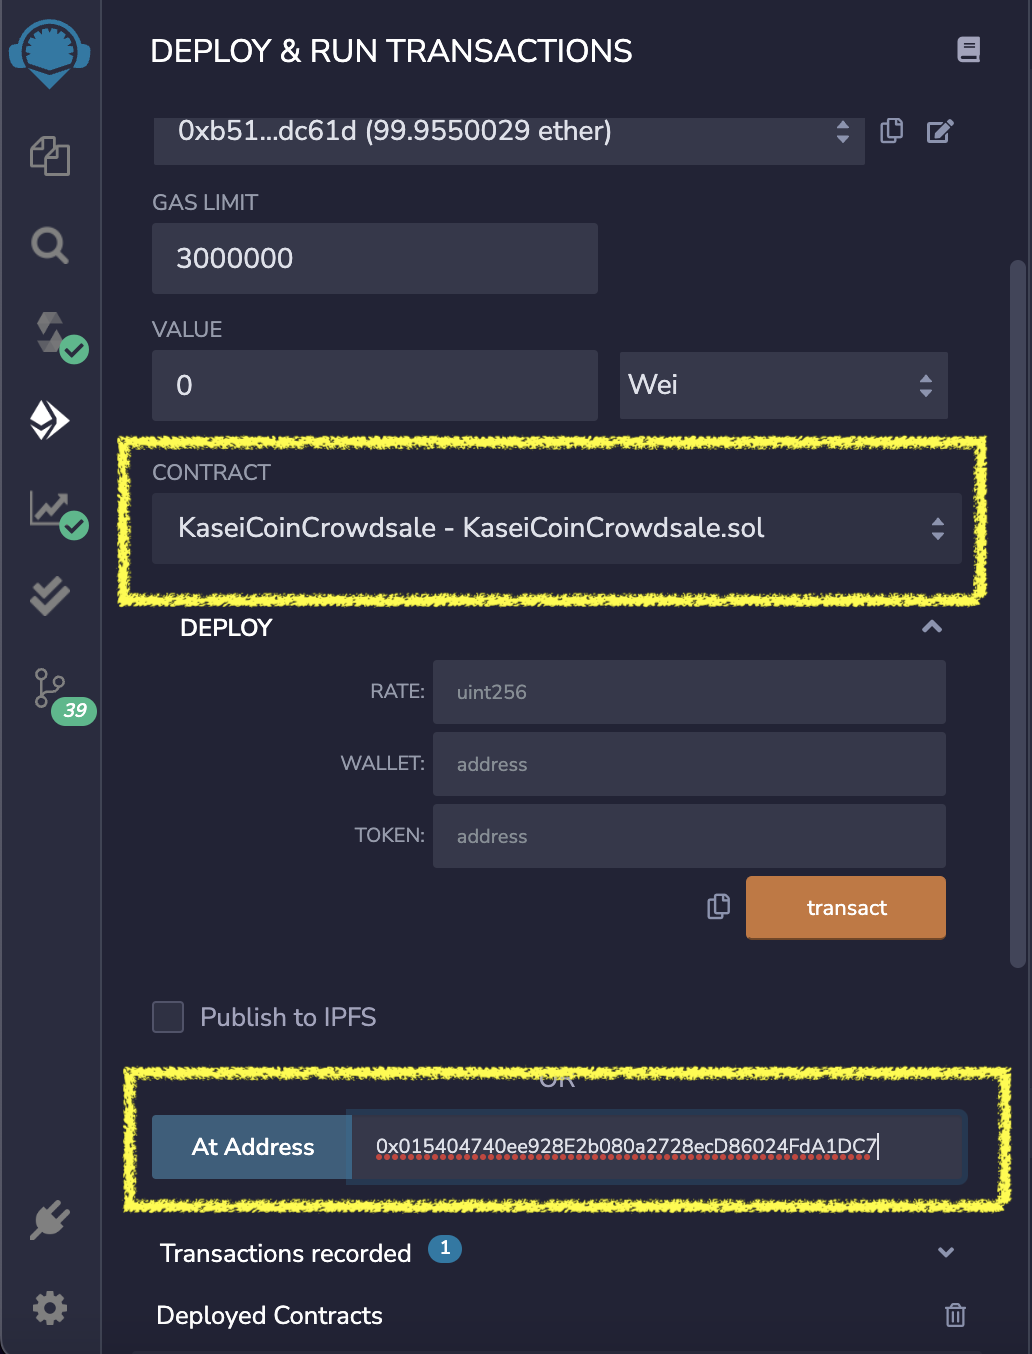 DEPLOY & RUN TRANSACTIONS
0xb51...dc61d (99.9550029 ether)
GAS LIMIT
3000000
VALUE
0 Wei
CONTRACT
KaseiCoinCrowdsale - KaseiCoinCrowdsale.sol
DEPLOY
RATE: uint256
WALLET: address
39
TOKEN: address
transact
Publish to IPFS
OR
At Address 0x015404740ee928E2b080a2728ecD86024FdA1DC7
Transactions recorded 1
Deployed Contracts